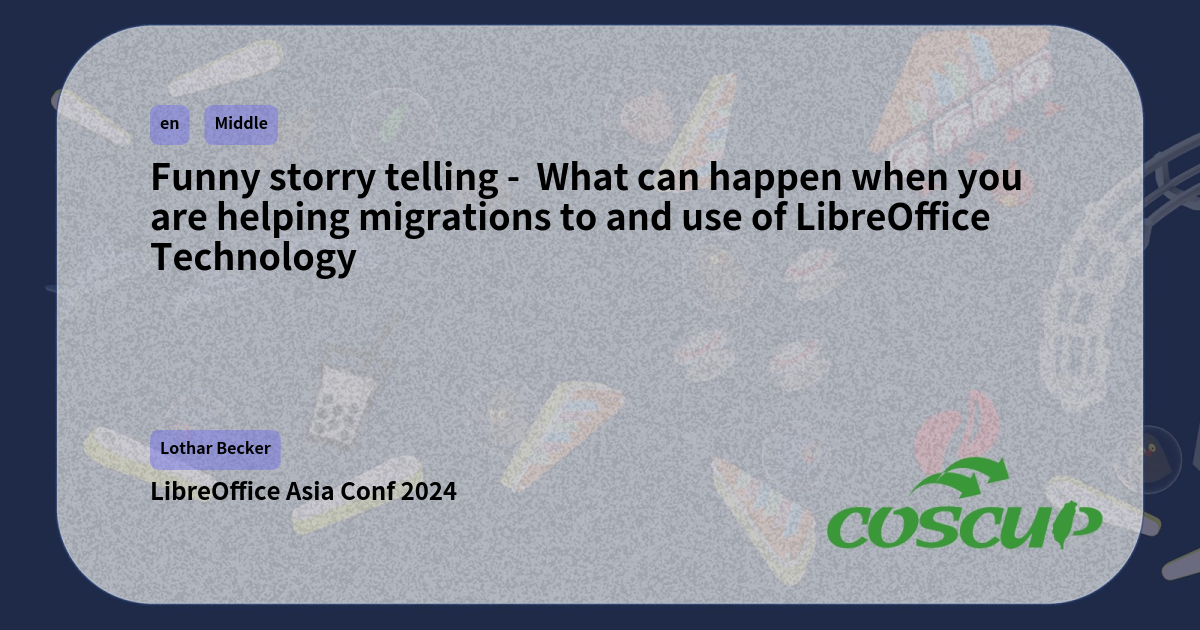 en Middle
Funny storry telling -  What can happen when you
are helping migrations to and use of LibreOffice
Technology
Lothar Becker
LibreOffice Asia Conf 2024
COSCUP